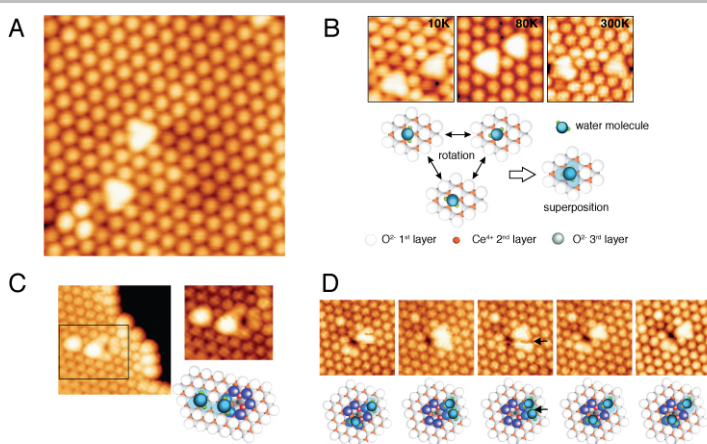 A
B
10K
80K
300K
water molecule
rotation
superposition
O²⁻ 1ˢᵗ layer
Ce⁴⁺ 2ⁿᵈ layer
O²⁻ 3ʳᵈ layer
C
D